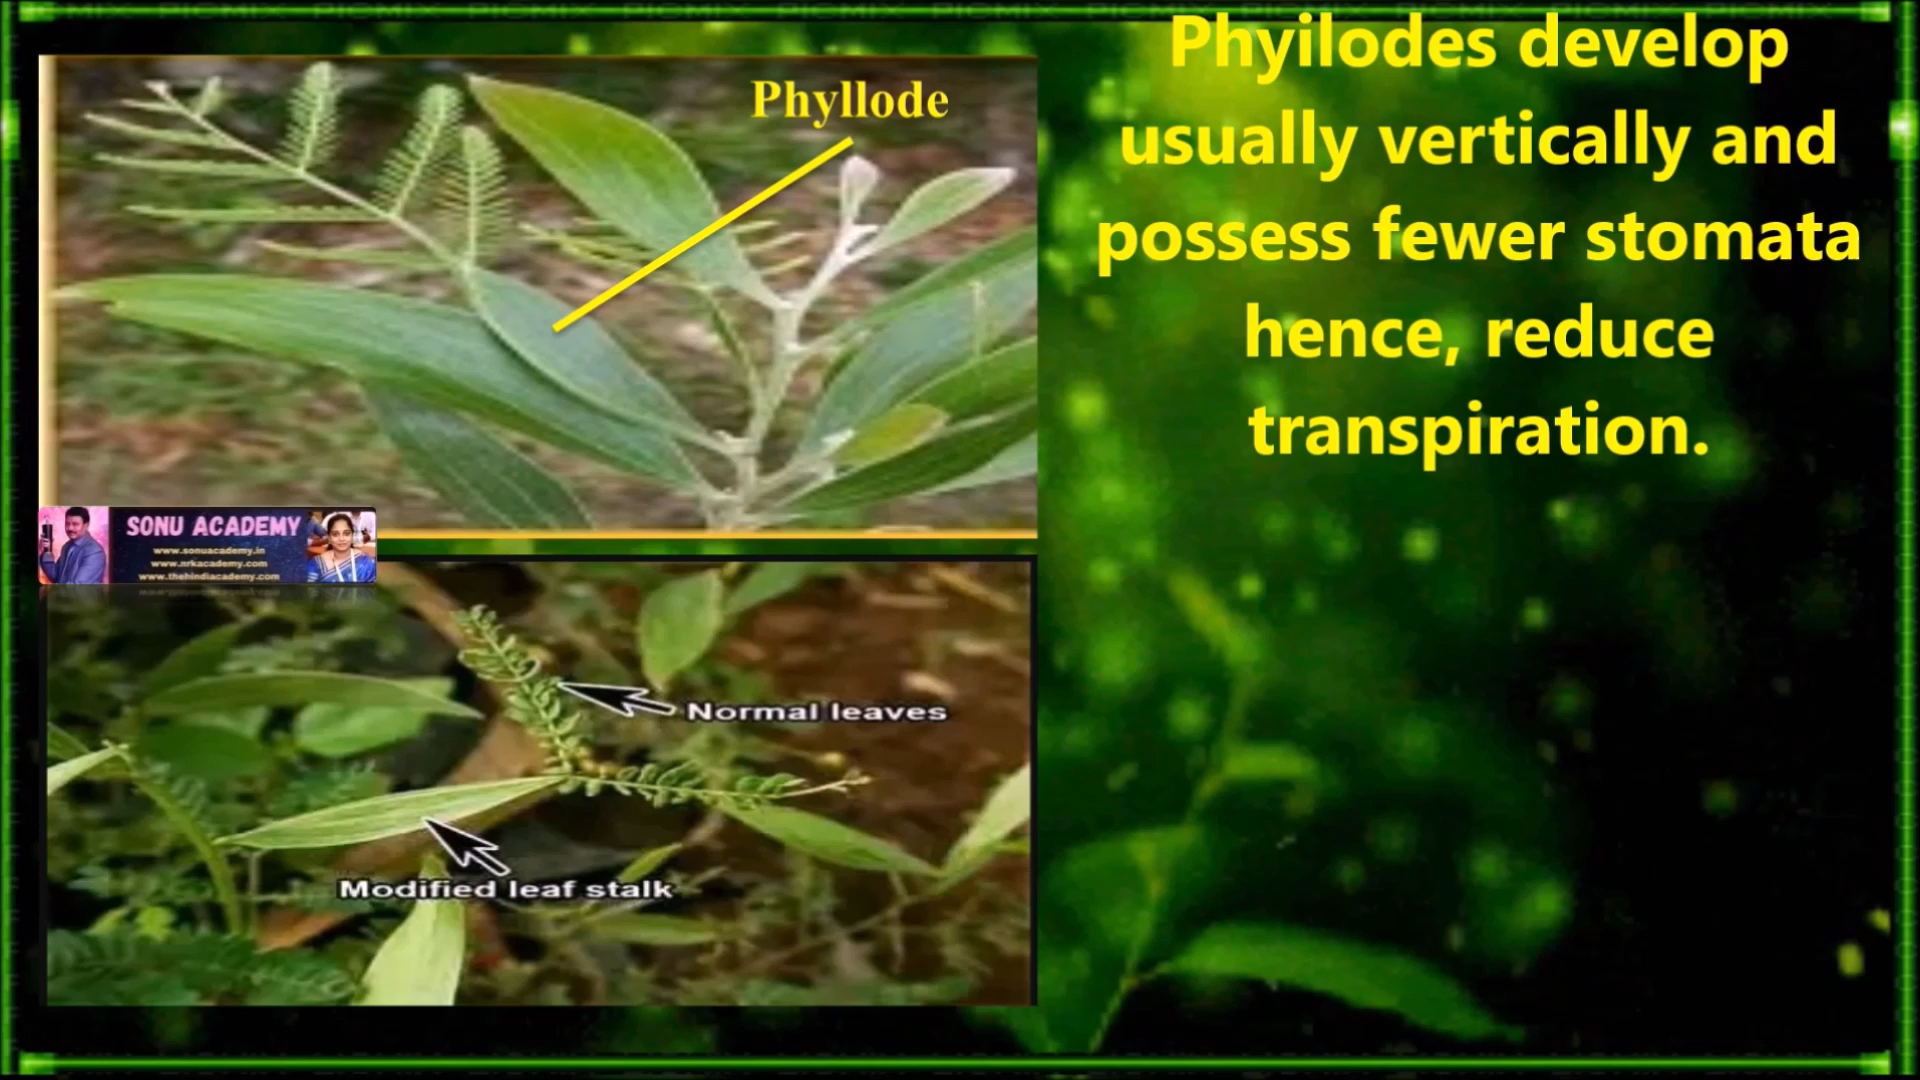 Phyilodes develop
usually vertically and
possess fewer stomata
hence, reduce
transpiration.
Phyllode
SONU ACADEMY
www.sonuacademy.in
www.nrkacademy.com
www.thehindiacademy.com
Normal leaves
Modified leaf stalk